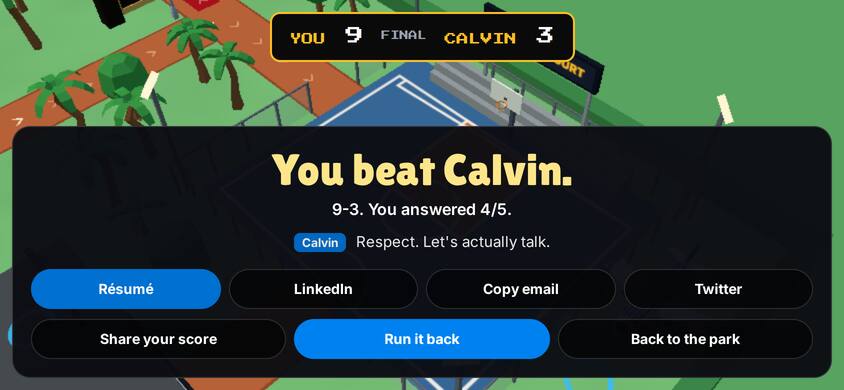 YOU 9 FINAL CALVIN 3
You beat Calvin.
9-3. You answered 4/5.
Calvin Respect. Let's actually talk.
Résumé LinkedIn Copy email Twitter
Share your score Run it back Back to the park